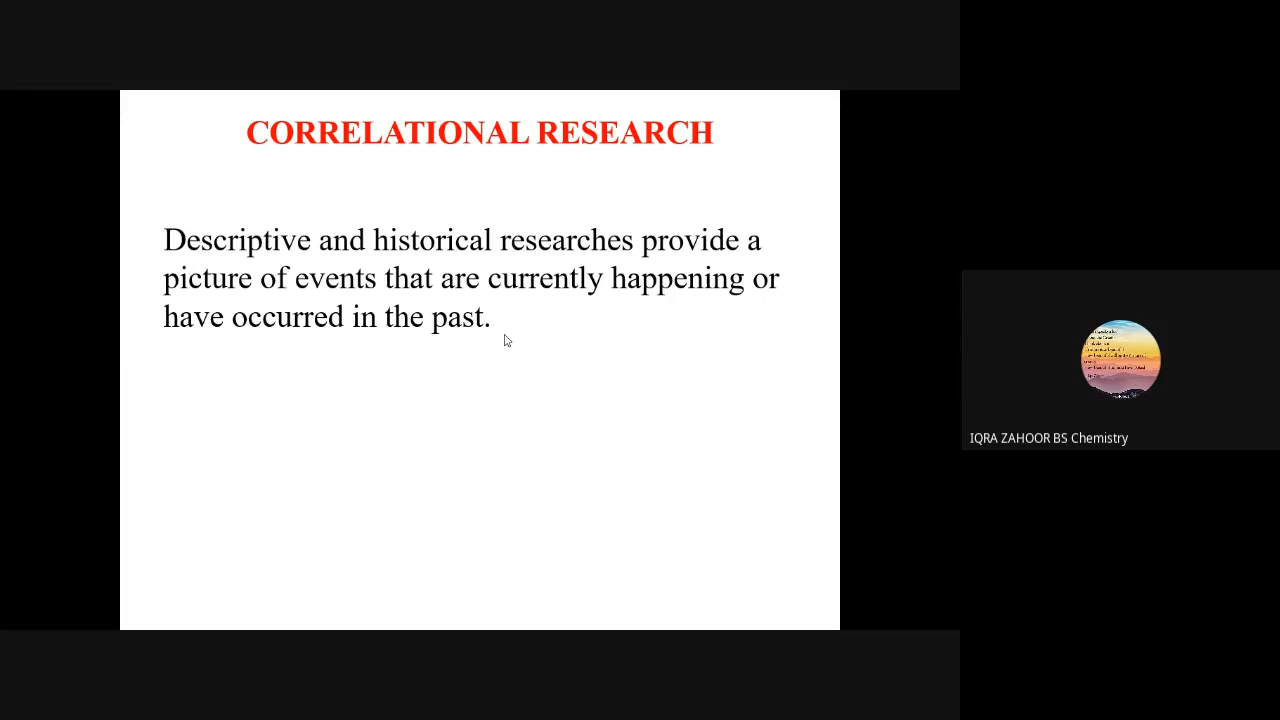 CORRELATIONAL RESEARCH
Descriptive and historical researches provide a
picture of events that are currently happening or
have occurred in the past.
IQRA ZAHOOR BS Chemistry